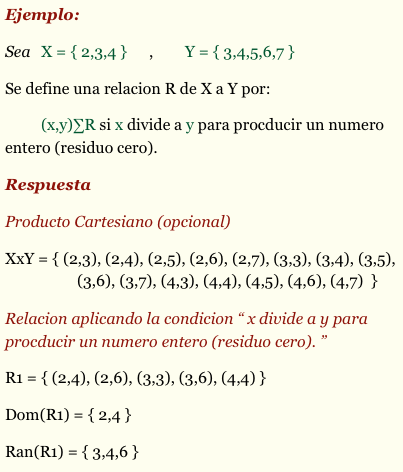 Ejemplo:
Sea X = { 2,3,4 } , Y = { 3,4,5,6,7 }
Se define una relacion R de X a Y por:
(x,y)∑R si x divide a y para procducir un numero
entero (residuo cero).
Respuesta
Producto Cartesiano (opcional)
XxY = { (2,3), (2,4), (2,5), (2,6), (2,7), (3,3), (3,4), (3,5),
(3,6), (3,7), (4,3), (4,4), (4,5), (4,6), (4,7) }
Relacion aplicando la condicion “ x divide a y para
procducir un numero entero (residuo cero). ”
R1 = { (2,4), (2,6), (3,3), (3,6), (4,4) }
Dom(R1) = { 2,4 }
Ran(R1) = { 3,4,6 }